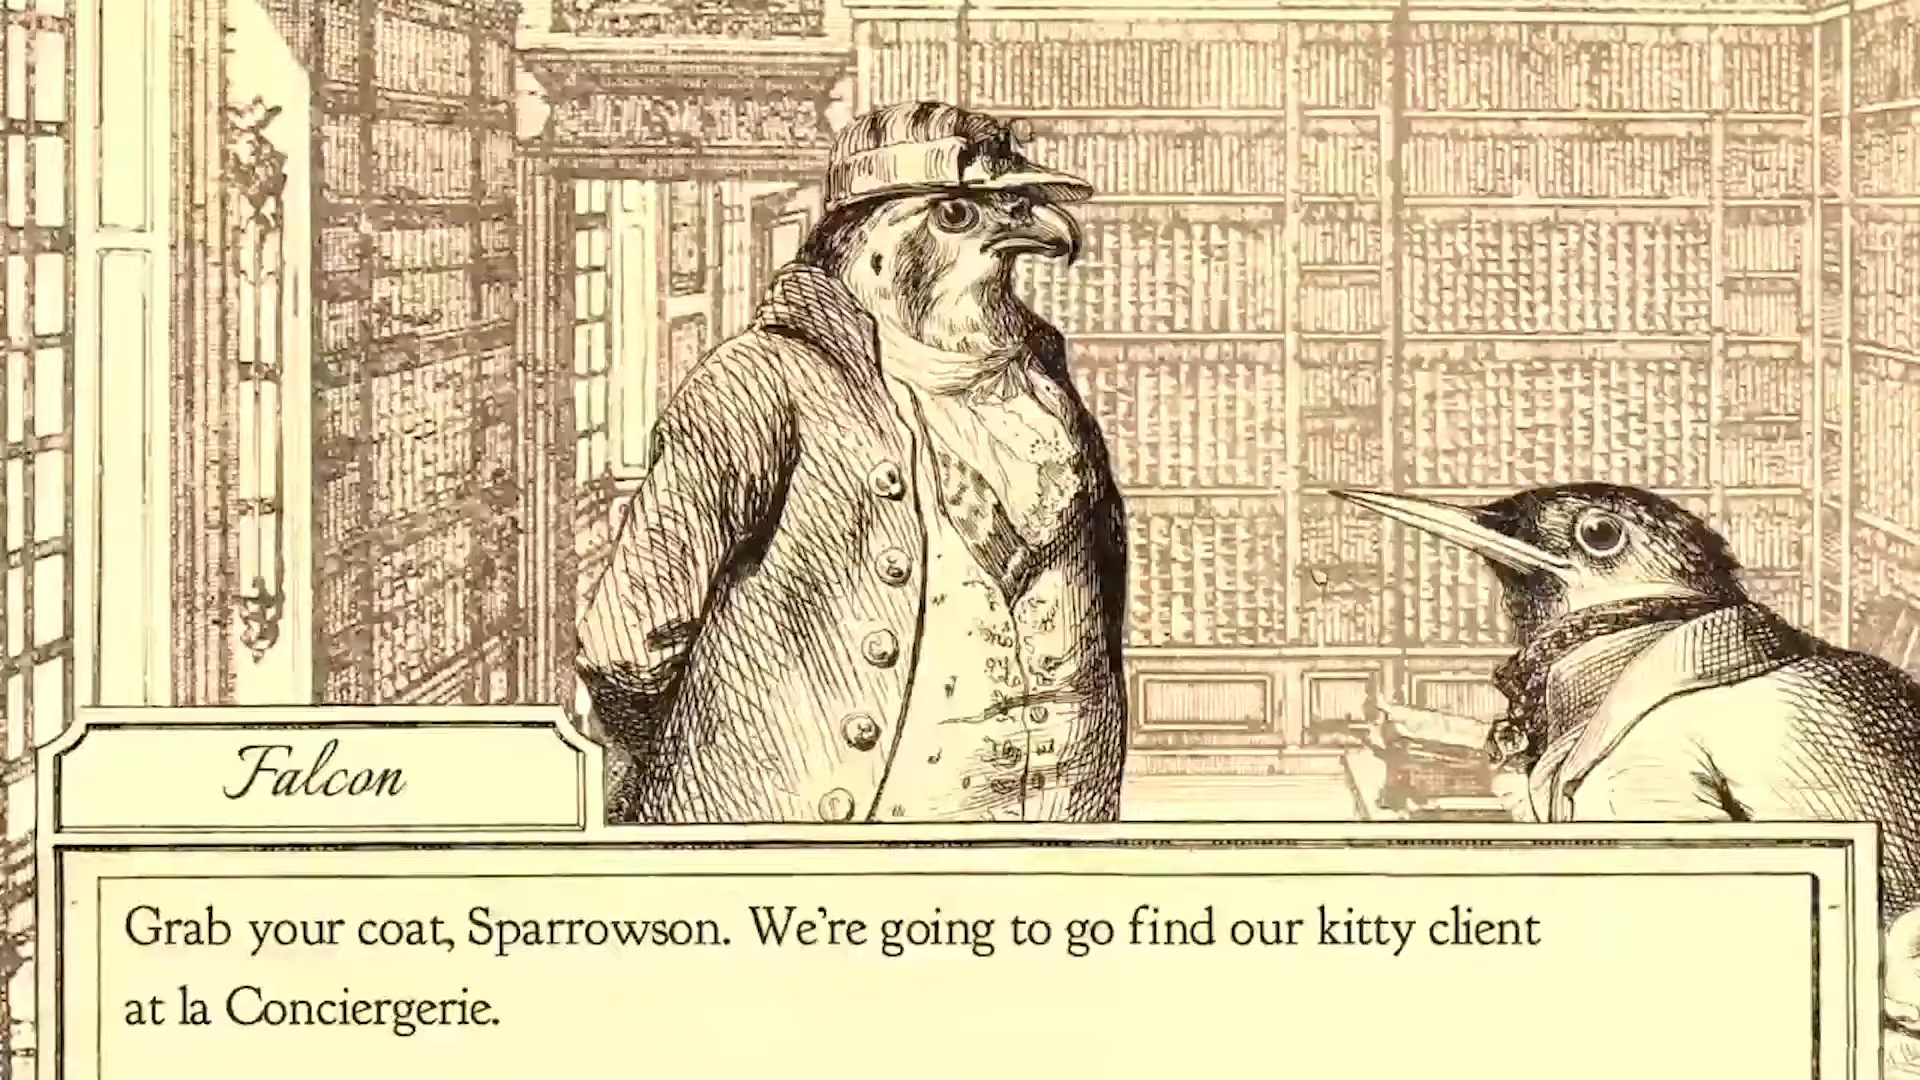 Falcon
Grab your coat, Sparrowson. We're going to go find our kitty client
at la Conciergerie.